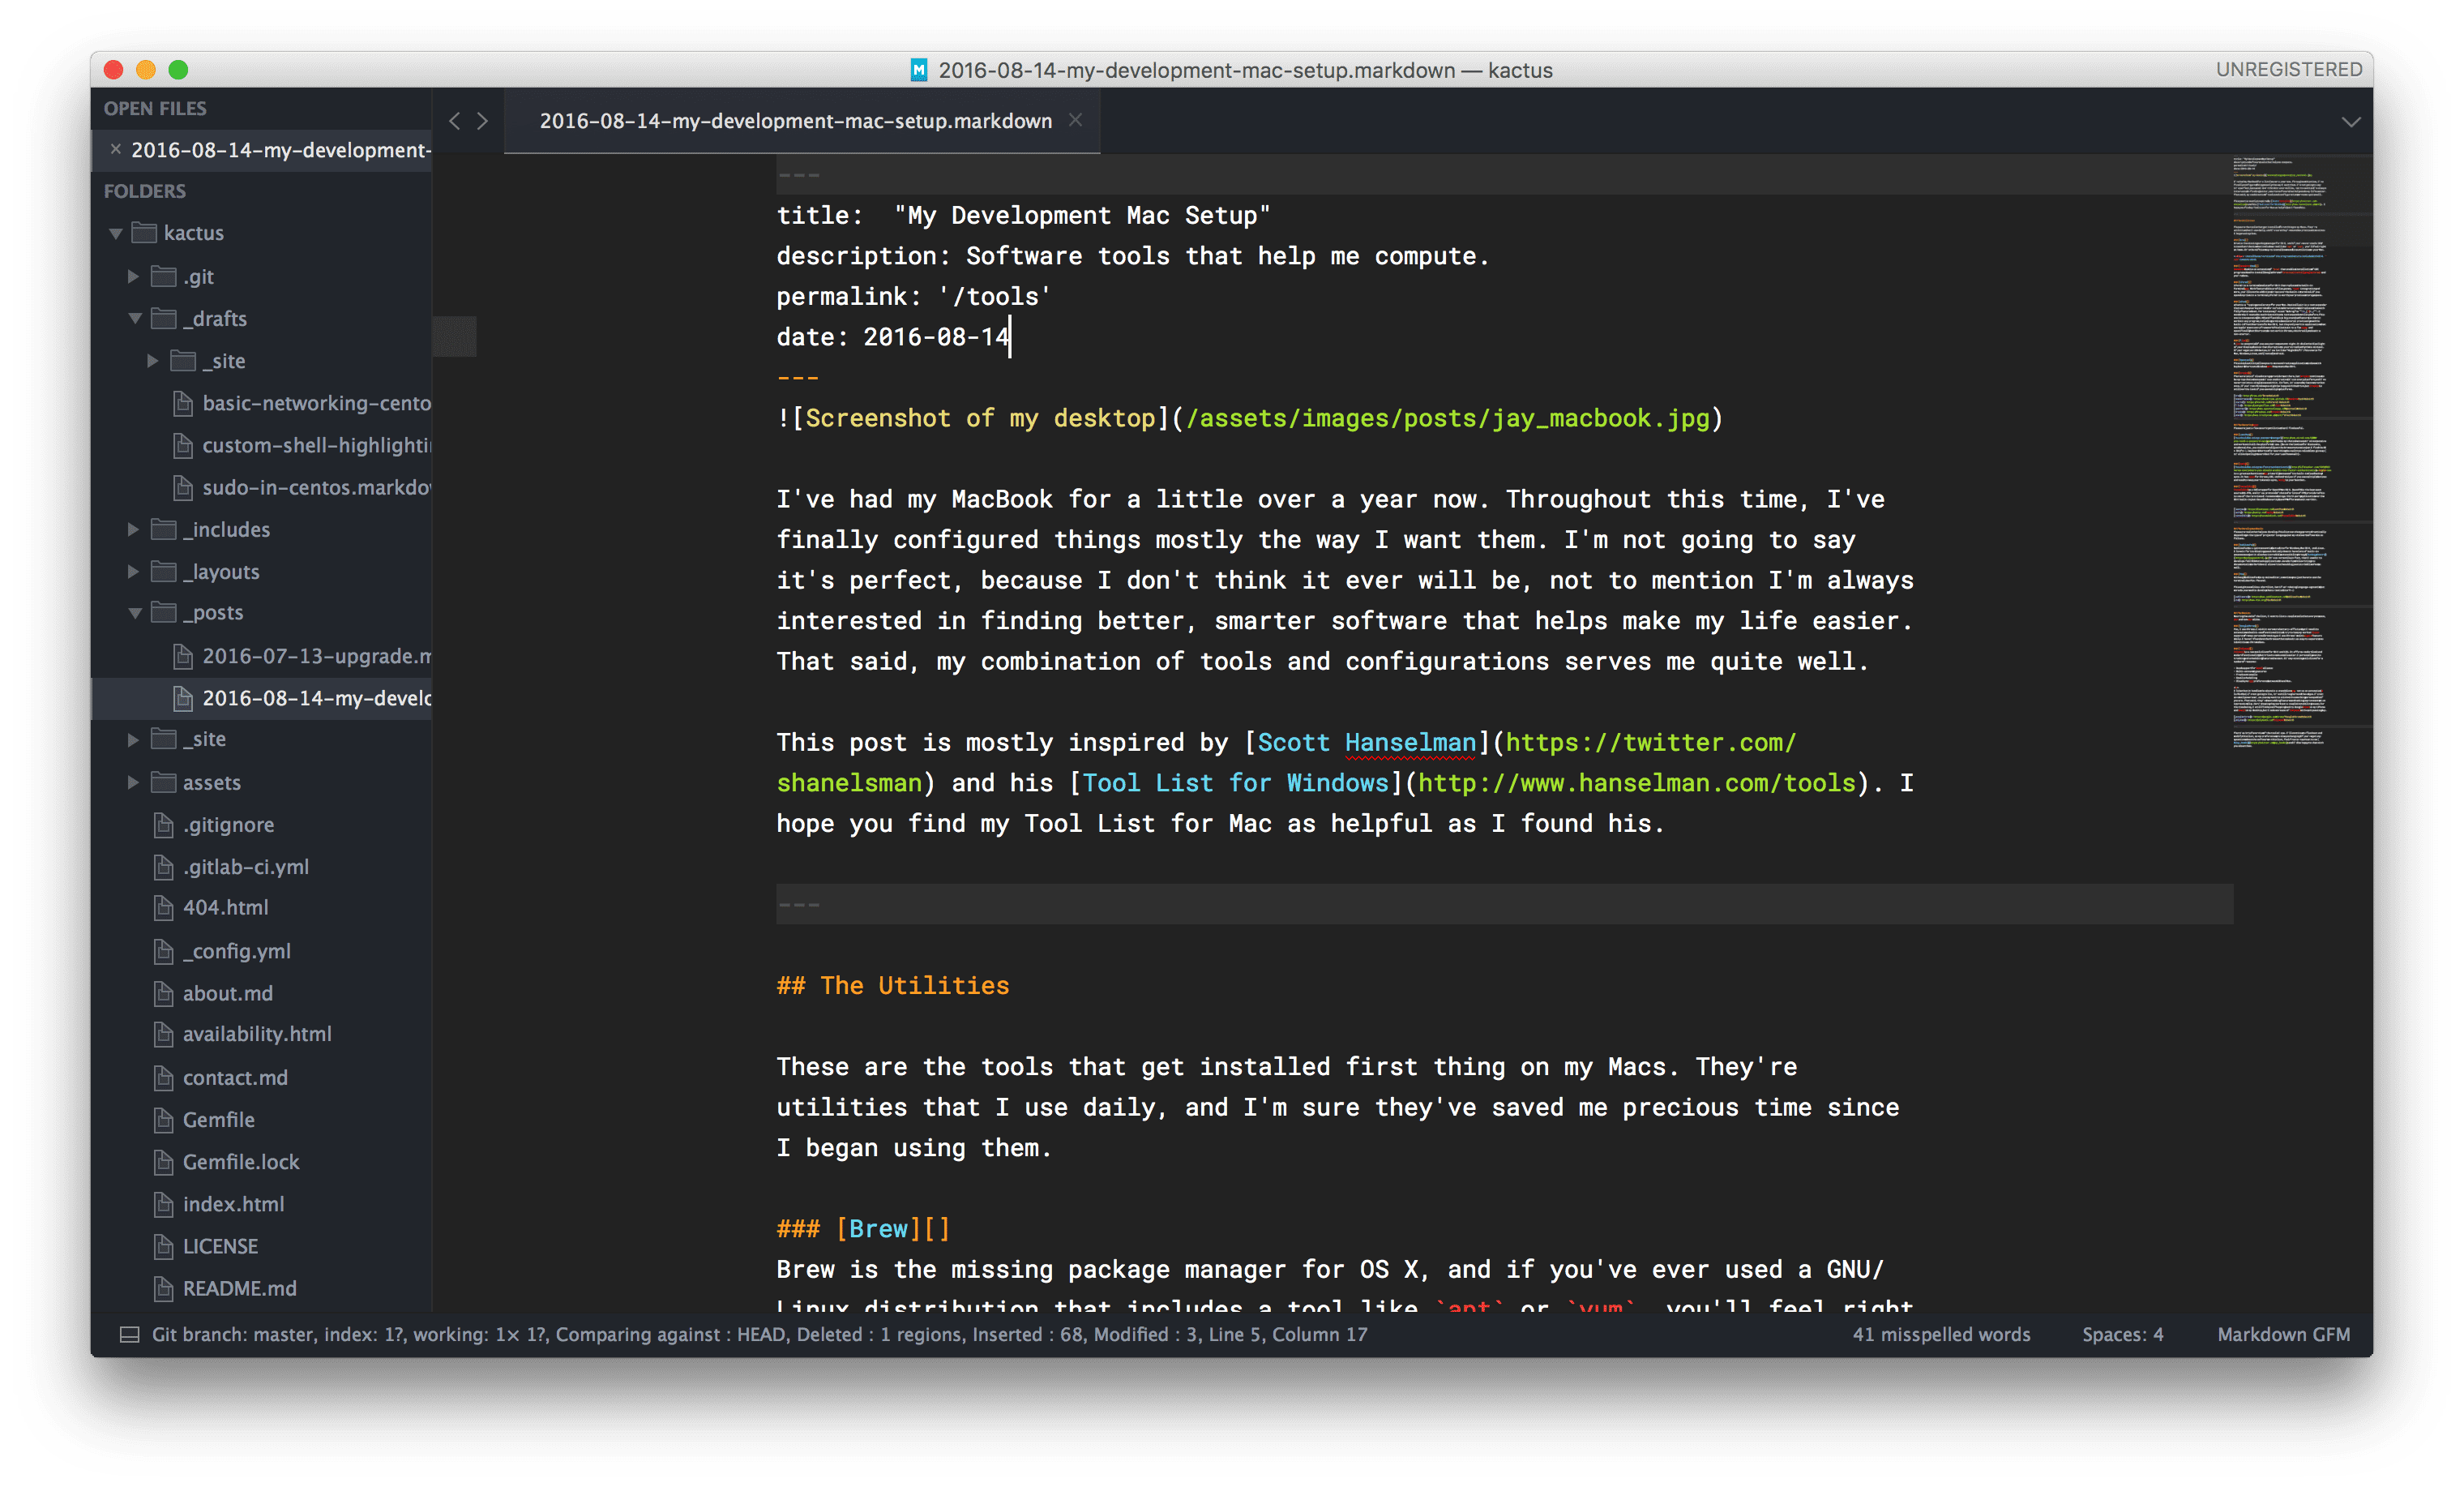 M 2016-08-14-my-development-mac-setup.markdown — kactus
UNREGISTERED
OPEN FILES
2016-08-14-my-development-
FOLDERS
kactus
.git
_drafts
_site
basic-networking-cento
custom-shell-highlighti
sudo-in-centos.markdo
_includes
_layouts
_posts
2016-07-13-upgrade.m
2016-08-14-my-develo
_site
assets
.gitignore
.gitlab-ci.yml
404.html
_config.yml
about.md
availability.html
contact.md
Gemfile
Gemfile.lock
index.html
LICENSE
README.md
2016-08-14-my-development-mac-setup.markdown
---
title:  "My Development Mac Setup"
description: Software tools that help me compute.
permalink: '/tools'
date: 2016-08-14
---
![Screenshot of my desktop](/assets/images/posts/jay_macbook.jpg)
I've had my MacBook for a little over a year now. Throughout this time, I've
finally configured things mostly the way I want them. I'm not going to say
it's perfect, because I don't think it ever will be, not to mention I'm always
interested in finding better, smarter software that helps make my life easier.
That said, my combination of tools and configurations serves me quite well.
This post is mostly inspired by [Scott Hanselman](https://twitter.com/
shanelsman) and his [Tool List for Windows](http://www.hanselman.com/tools). I
hope you find my Tool List for Mac as helpful as I found his.
---
## The Utilities
These are the tools that get installed first thing on my Macs. They're
utilities that I use daily, and I'm sure they've saved me precious time since
I began using them.
### [Brew][]
Brew is the missing package manager for OS X, and if you've ever used a GNU/
Linux distribution that includes a tool like `apt` or `yum`, you'll feel right
Git branch: master, index: 1?, working: 1× 1?, Comparing against : HEAD, Deleted : 1 regions, Inserted : 68, Modified : 3, Line 5, Column 17
41 misspelled words
Spaces: 4
Markdown GFM